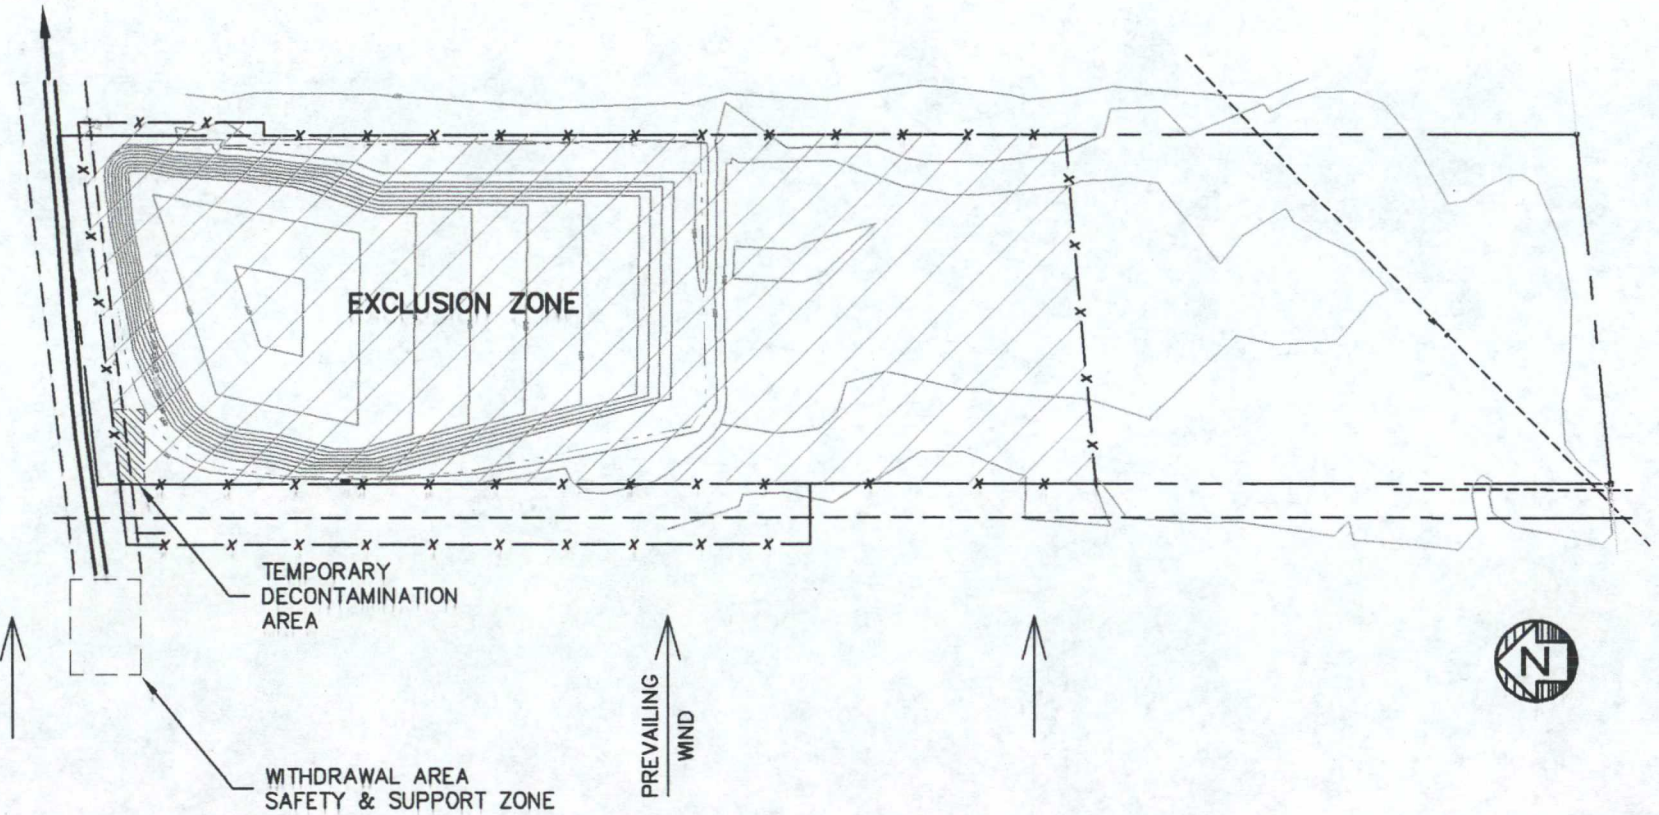 EXCLUSION ZONE
TEMPORARY
DECONTAMINATION
AREA
WITHDRAWAL AREA
SAFETY & SUPPORT ZONE
PREVAILING
WIND
N